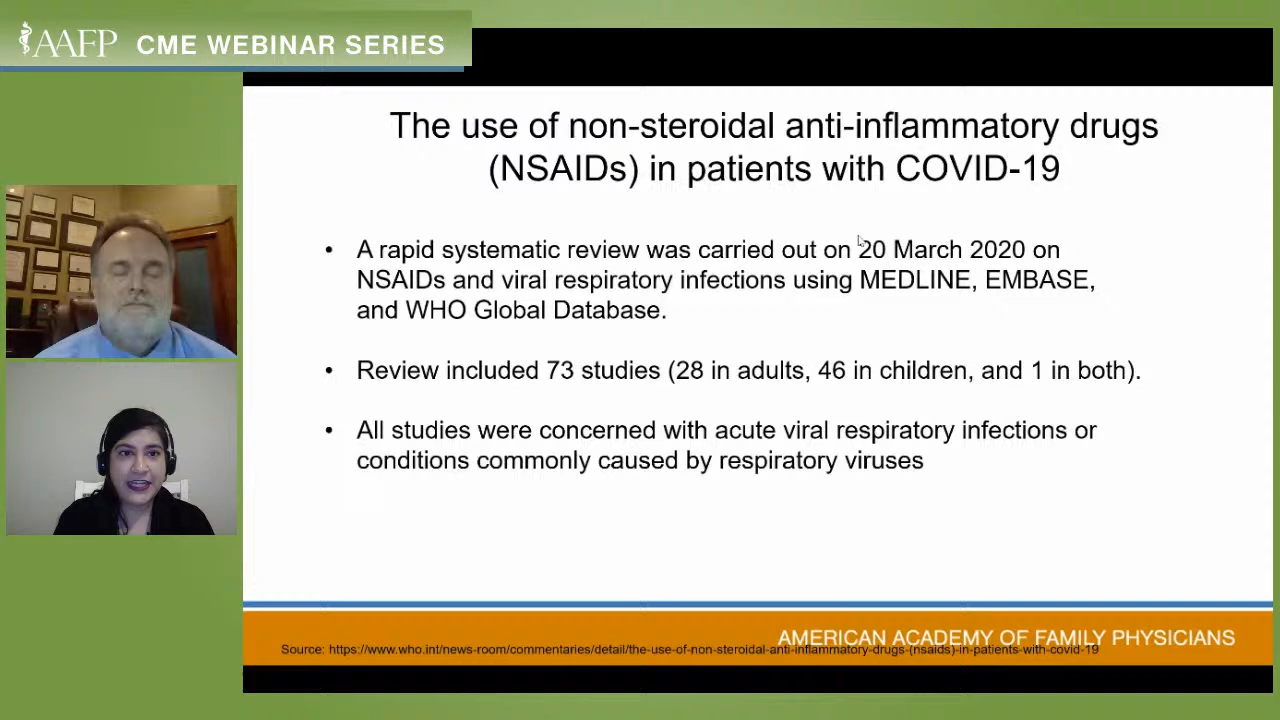 AAFP CME WEBINAR SERIES
The use of non-steroidal anti-inflammatory drugs
(NSAIDs) in patients with COVID-19
• A rapid systematic review was carried out on 20 March 2020 on
NSAIDs and viral respiratory infections using MEDLINE, EMBASE,
and WHO Global Database.
• Review included 73 studies (28 in adults, 46 in children, and 1 in both).
• All studies were concerned with acute viral respiratory infections or
conditions commonly caused by respiratory viruses
AMERICAN ACADEMY OF FAMILY PHYSICIANS
Source: https://www.who.int/news-room/commentaries/detail/the-use-of-non-steroidal-anti-inflammatory-drugs-(nsaids)-in-patients-with-covid-19